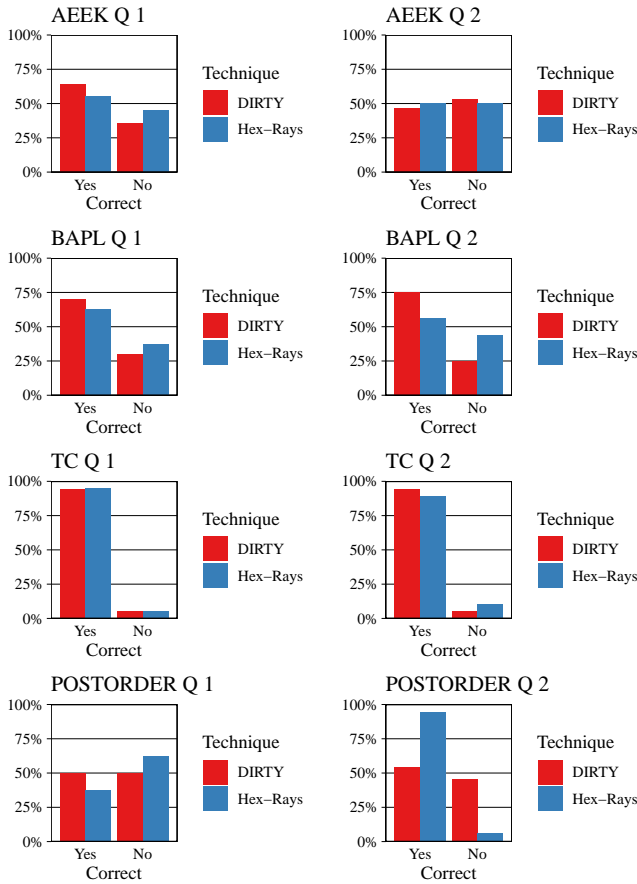 AEEK Q 1
100%
75%
50%
25%
0%
Yes No
Correct
Technique
DIRTY
Hex−Rays
AEEK Q 2
100%
75%
50%
25%
0%
Yes No
Correct
Technique
DIRTY
Hex−Rays
BAPL Q 1
100%
75%
50%
25%
0%
Yes No
Correct
Technique
DIRTY
Hex−Rays
BAPL Q 2
100%
75%
50%
25%
0%
Yes No
Correct
Technique
DIRTY
Hex−Rays
TC Q 1
100%
75%
50%
25%
0%
Yes No
Correct
Technique
DIRTY
Hex−Rays
TC Q 2
100%
75%
50%
25%
0%
Yes No
Correct
Technique
DIRTY
Hex−Rays
POSTORDER Q 1
100%
75%
50%
25%
0%
Yes No
Correct
Technique
DIRTY
Hex−Rays
POSTORDER Q 2
100%
75%
50%
25%
0%
Yes No
Correct
Technique
DIRTY
Hex−Rays